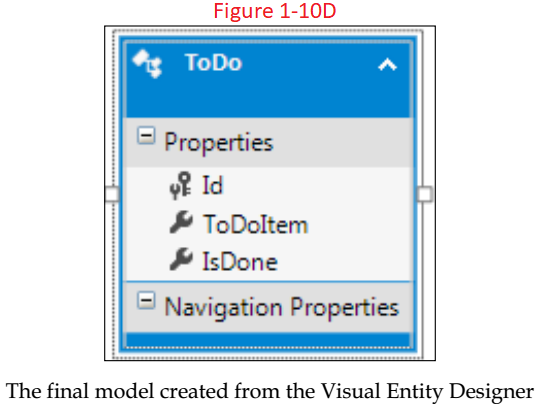 Figure 1-10D
ToDo
Properties
Id
ToDoItem
IsDone
Navigation Properties
The final model created from the Visual Entity Designer